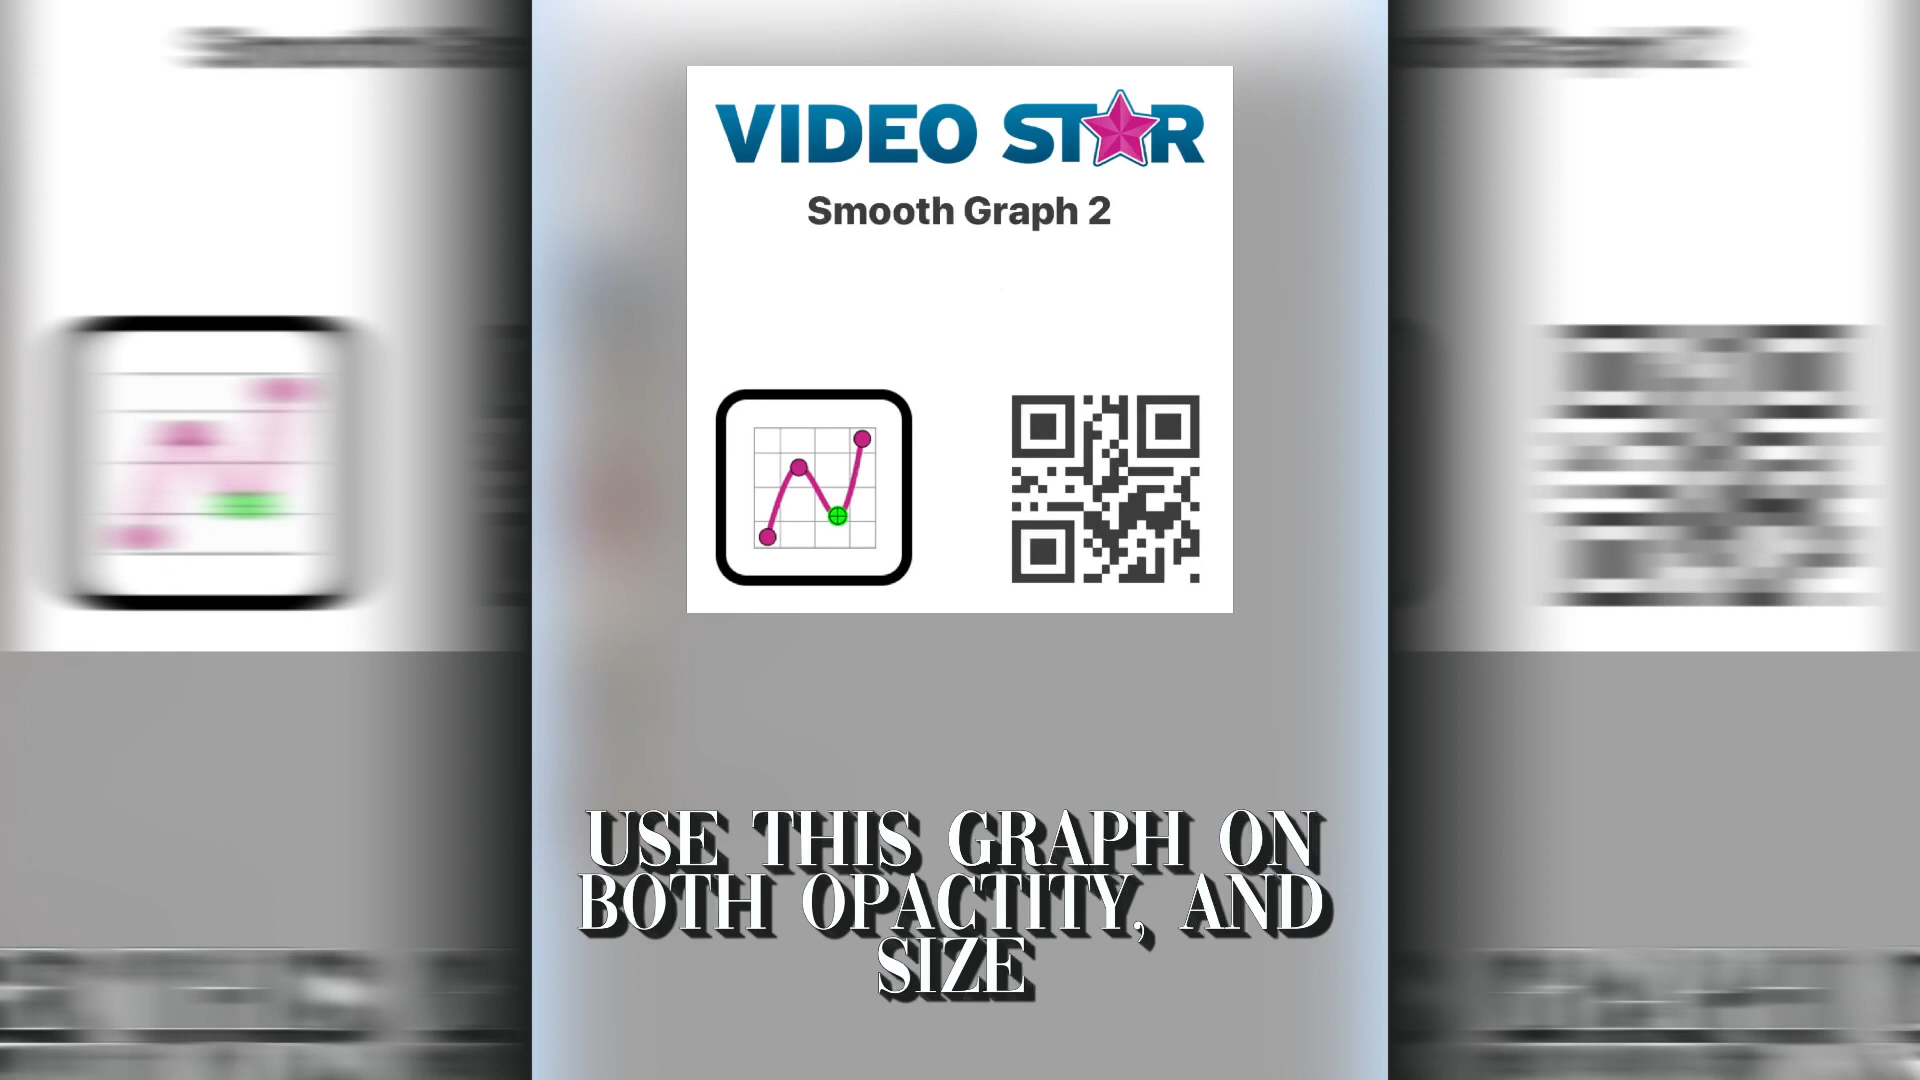 VIDEO STAR
Smooth Graph 2
USE THIS GRAPH ON
BOTH OPACTITY, AND
SIZE